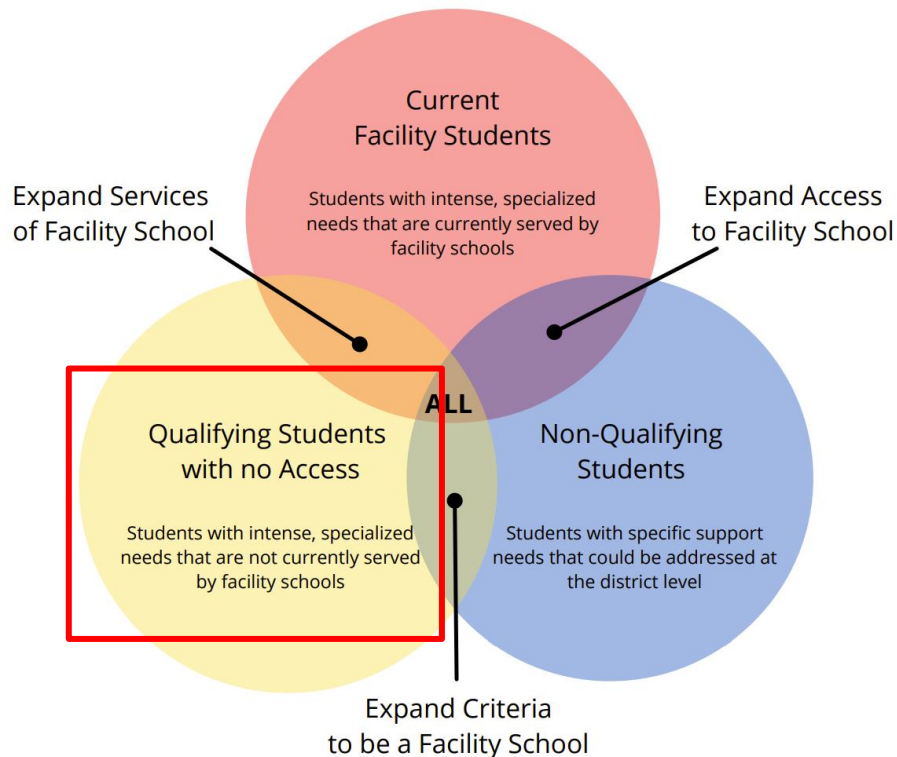 Current
Facility Students
Students with intense, specialized
needs that are currently served by
facility schools
Expand Services
of Facility School
Expand Access
to Facility School
ALL
Qualifying Students
with no Access
Students with intense, specialized
needs that are not currently served
by facility schools
Non-Qualifying
Students
Students with specific support
needs that could be addressed at
the district level
Expand Criteria
to be a Facility School